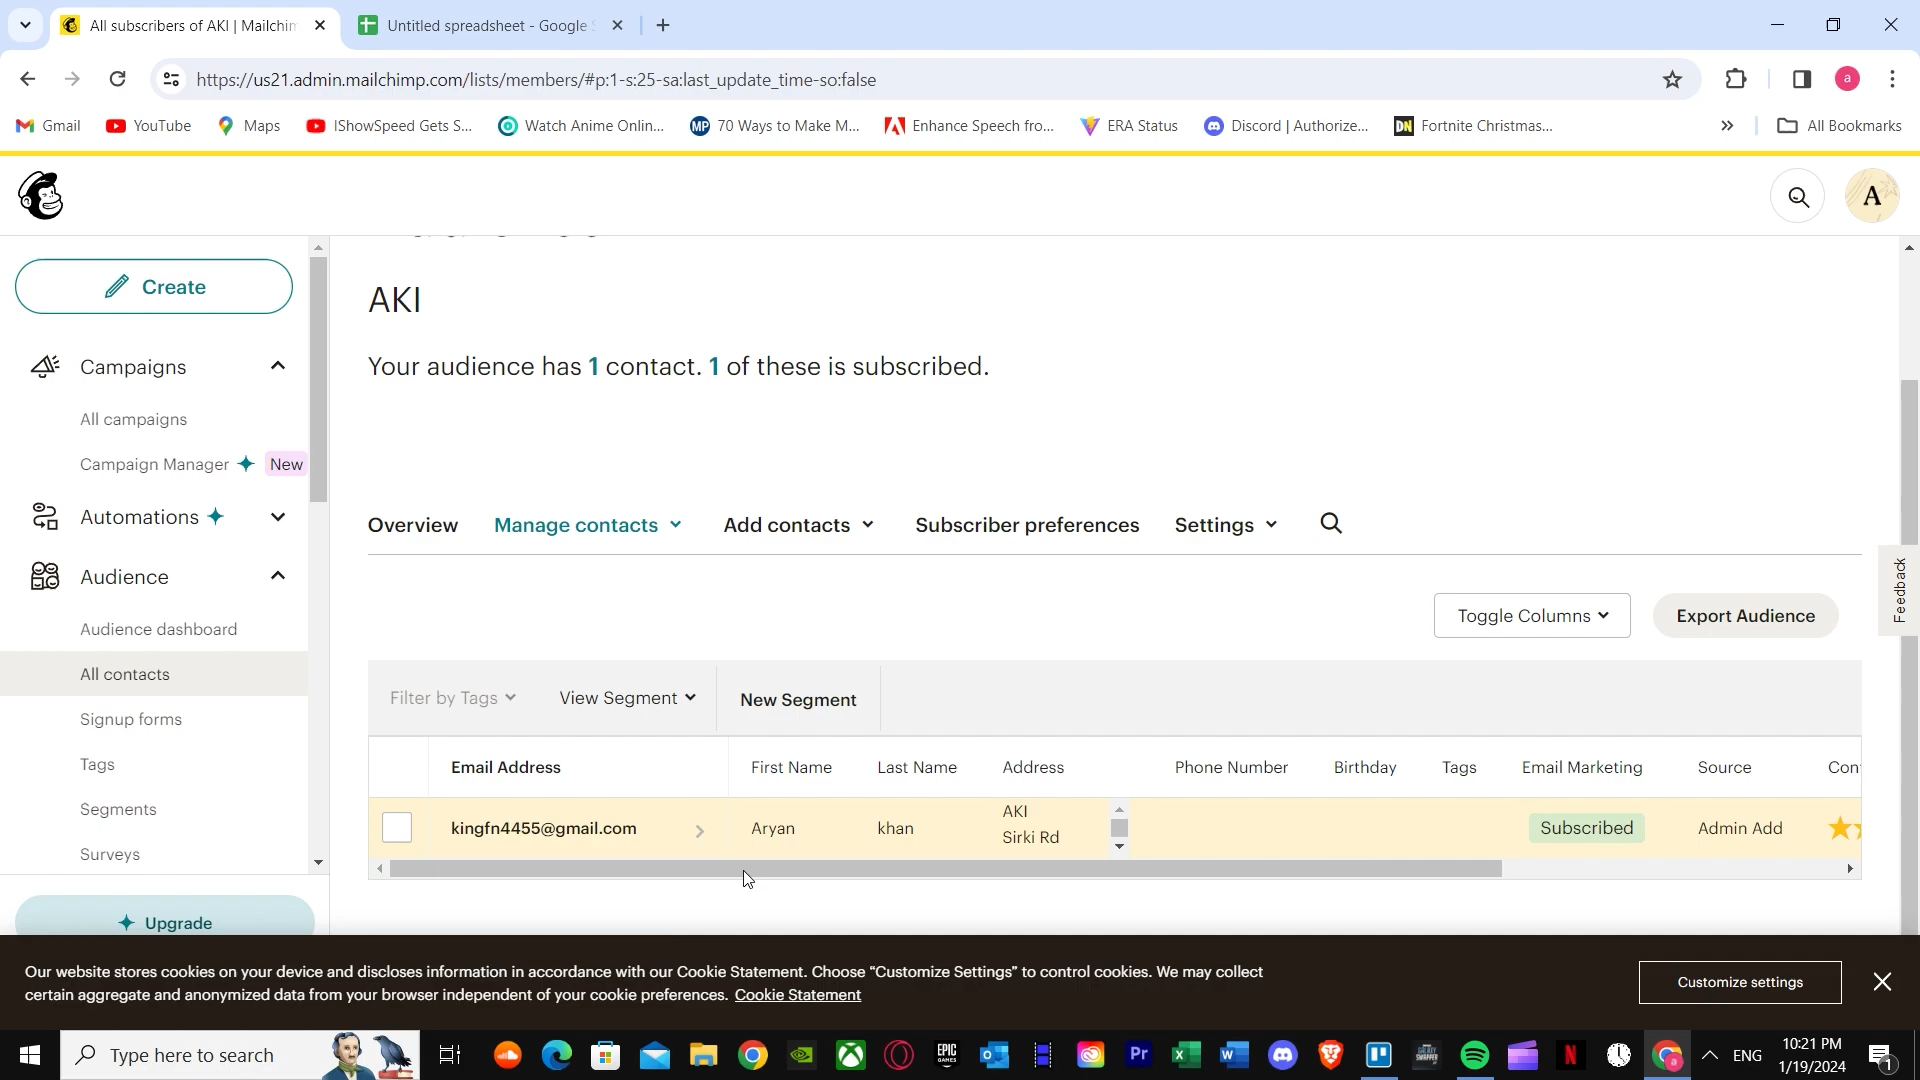 All subscribers of AKI | Mailchim
Untitled spreadsheet - Google S
https://us21.admin.mailchimp.com/lists/members/#p:1-s:25-sa:last_update_time-so:false
a
Gmail
YouTube
Maps
IShowSpeed Gets S...
Watch Anime Onlin...
MP 70 Ways to Make M...
Enhance Speech fro...
ERA Status
Discord | Authorize...
DN Fortnite Christmas...
All Bookmarks
A
Create
Campaigns
All campaigns
Campaign Manager New
Automations
Audience
Audience dashboard
All contacts
Signup forms
Tags
Segments
Surveys
Upgrade
AKI
Your audience has 1 contact. 1 of these is subscribed.
Overview Manage contacts Add contacts Subscriber preferences Settings
Feedback
Toggle Columns Export Audience
Filter by Tags View Segment New Segment
Email Address First Name Last Name Address Phone Number Birthday Tags Email Marketing Source Con
kingfn4455@gmail.com Aryan khan AKI Subscribed Admin Add
Sirki Rd
Our website stores cookies on your device and discloses information in accordance with our Cookie Statement. Choose "Customize Settings" to control cookies. We may collect
certain aggregate and anonymized data from your browser independent of your cookie preferences. Cookie Statement
Customize settings
Type here to search
EPIC GAMES
Pr
ENG
10:21 PM
1/19/2024
1